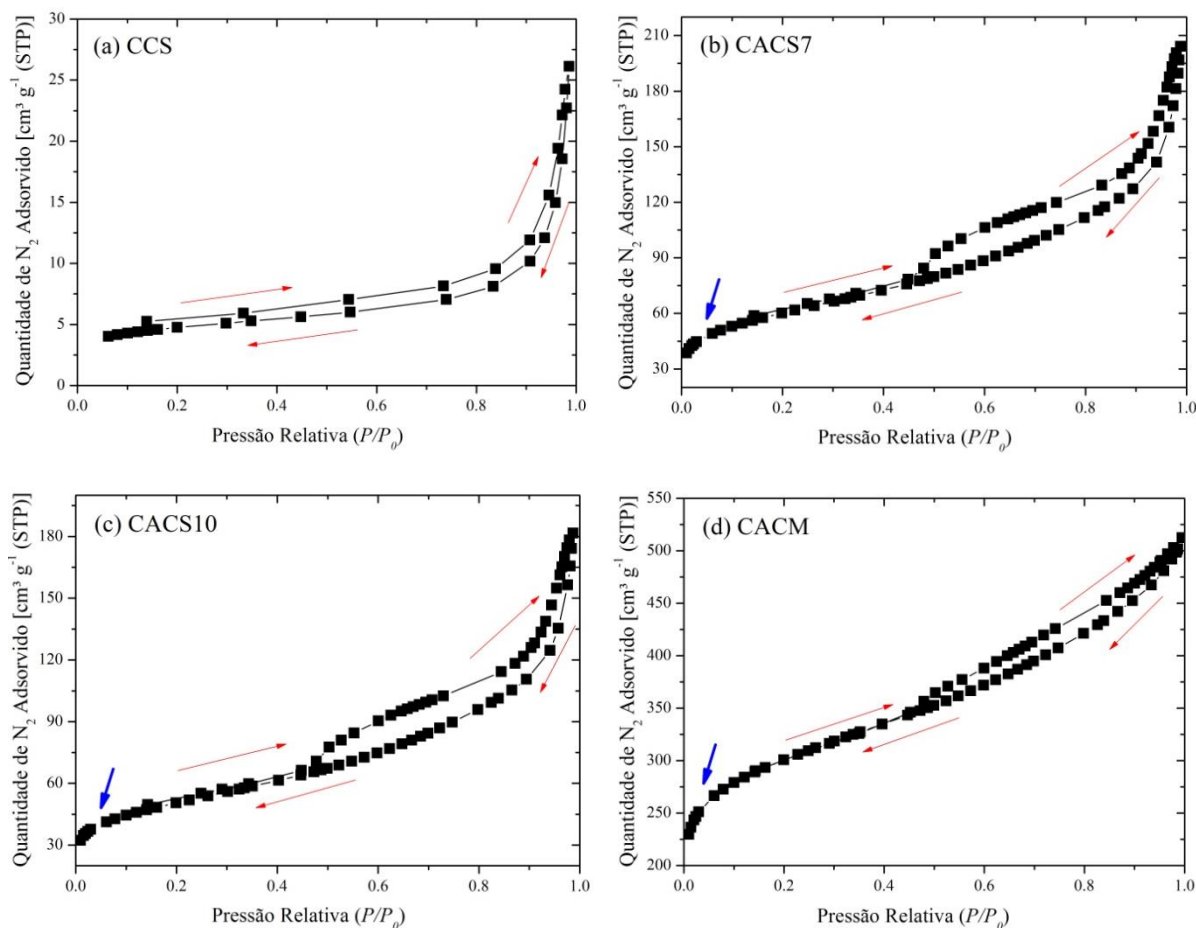 (a) CCS
Quantidade de N₂ Adsorvido [cm³ g⁻¹ (STP)]
30
25
20
15
10
5
0
0.0 0.2 0.4 0.6 0.8 1.0
Pressão Relativa (P/P₀)
(b) CACS7
Quantidade de N₂ Adsorvido [cm³ g⁻¹ (STP)]
210
180
150
120
90
60
30
0.0 0.2 0.4 0.6 0.8 1.0
Pressão Relativa (P/P₀)
(c) CACS10
Quantidade de N₂ Adsorvido [cm³ g⁻¹ (STP)]
180
150
120
90
60
30
0.0 0.2 0.4 0.6 0.8 1.0
Pressão Relativa (P/P₀)
(d) CACM
Quantidade de N₂ Adsorvido [cm³ g⁻¹ (STP)]
550
500
450
400
350
300
250
200
0.0 0.2 0.4 0.6 0.8 1.0
Pressão Relativa (P/P₀)